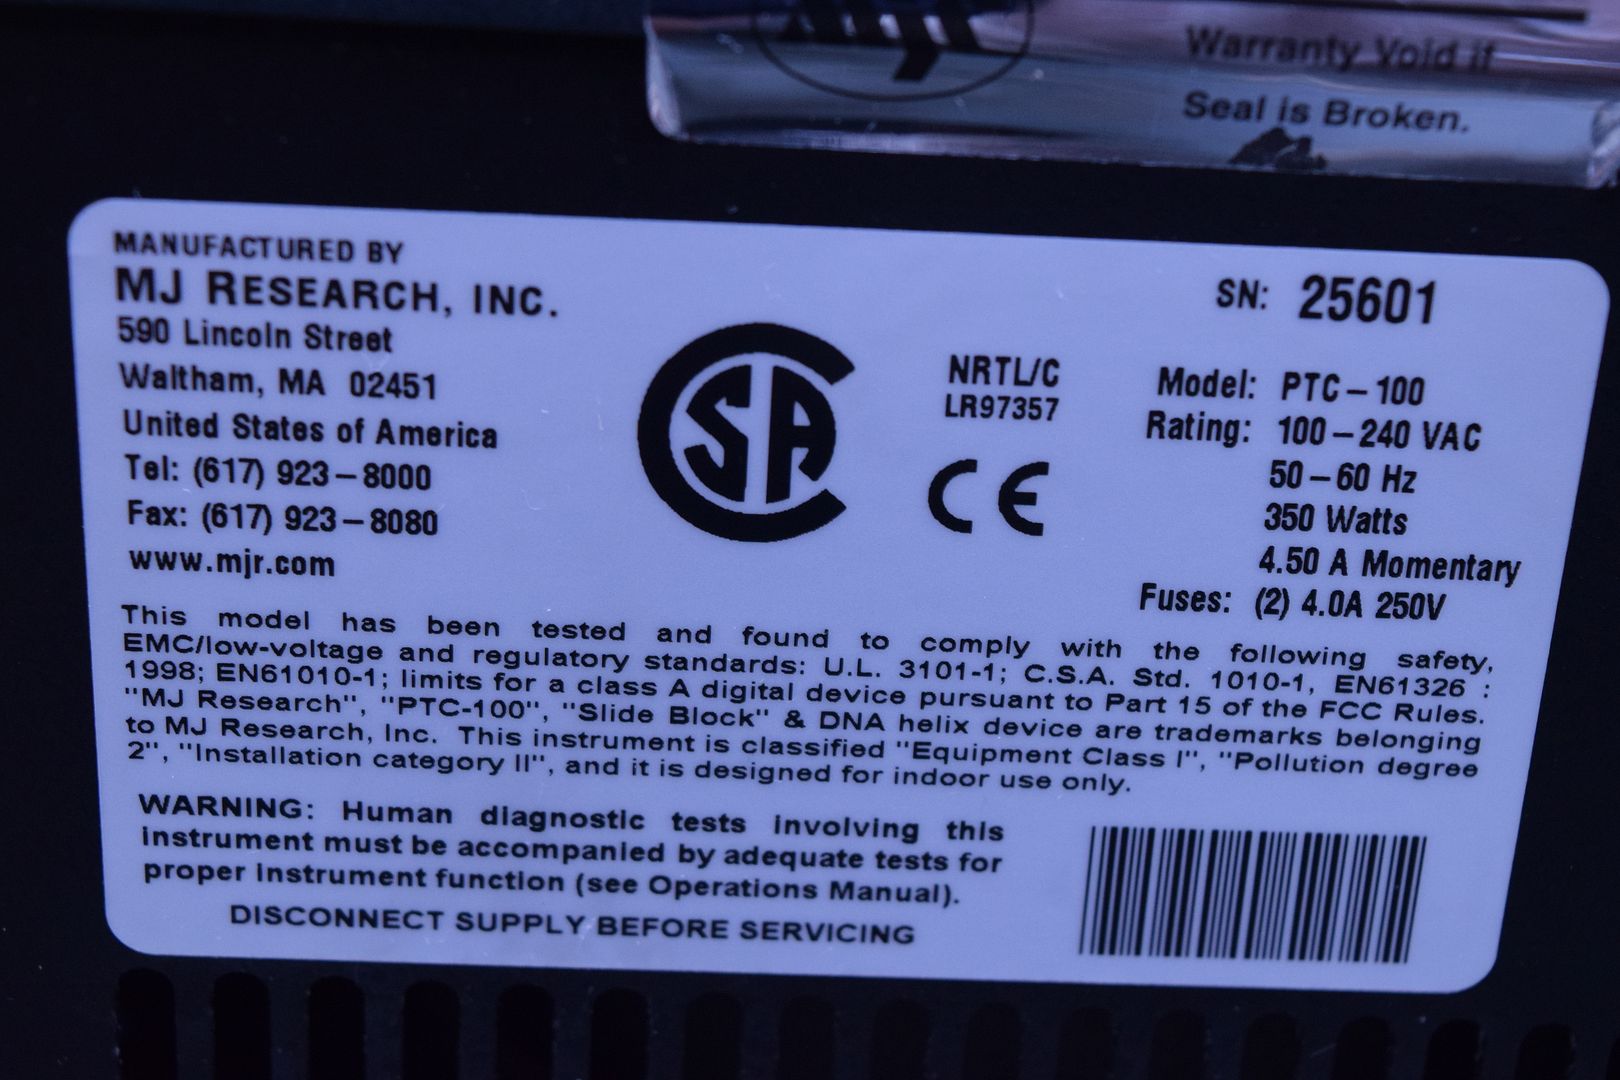 Warranty Void if
Seal is Broken.
MANUFACTURED BY
MJ RESEARCH, INC.
590 Lincoln Street
Waltham, MA 02451
United States of America
Tel: (617) 923-8000
Fax: (617) 923-8080
www.mjr.com
CSA
NRTL/C
LR97357
CE
SN: 25601
Model: PTC-100
Rating: 100-240 VAC
50-60 Hz
350 Watts
4.50 A Momentary
Fuses: (2) 4.0A 250V
This model has been tested and found to comply with the following safety,
EMC/low-voltage and regulatory standards: U.L. 3101-1; C.S.A. Std. 1010-1, EN61326 :
1998; EN61010-1; limits for a class A digital device pursuant to Part 15 of the FCC Rules.
"MJ Research", "PTC-100", "Slide Block" & DNA helix device are trademarks belonging
to MJ Research, Inc. This instrument is classified "Equipment Class I", "Pollution degree
2", "Installation category II", and it is designed for indoor use only.
WARNING: Human diagnostic tests involving this
instrument must be accompanied by adequate tests for
proper instrument function (see Operations Manual).
DISCONNECT SUPPLY BEFORE SERVICING